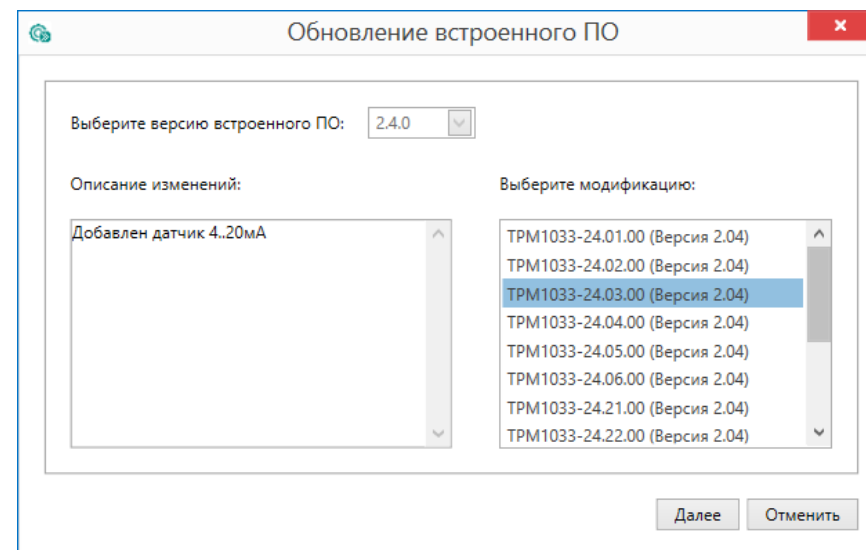 Обновление встроенного ПО
Выберите версию встроенного ПО: 2.4.0
Описание изменений:
Добавлен датчик 4..20мА
Выберите модификацию:
ТРМ1033-24.01.00 (Версия 2.04)
ТРМ1033-24.02.00 (Версия 2.04)
ТРМ1033-24.03.00 (Версия 2.04)
ТРМ1033-24.04.00 (Версия 2.04)
ТРМ1033-24.05.00 (Версия 2.04)
ТРМ1033-24.06.00 (Версия 2.04)
ТРМ1033-24.21.00 (Версия 2.04)
ТРМ1033-24.22.00 (Версия 2.04)
Далее Отменить